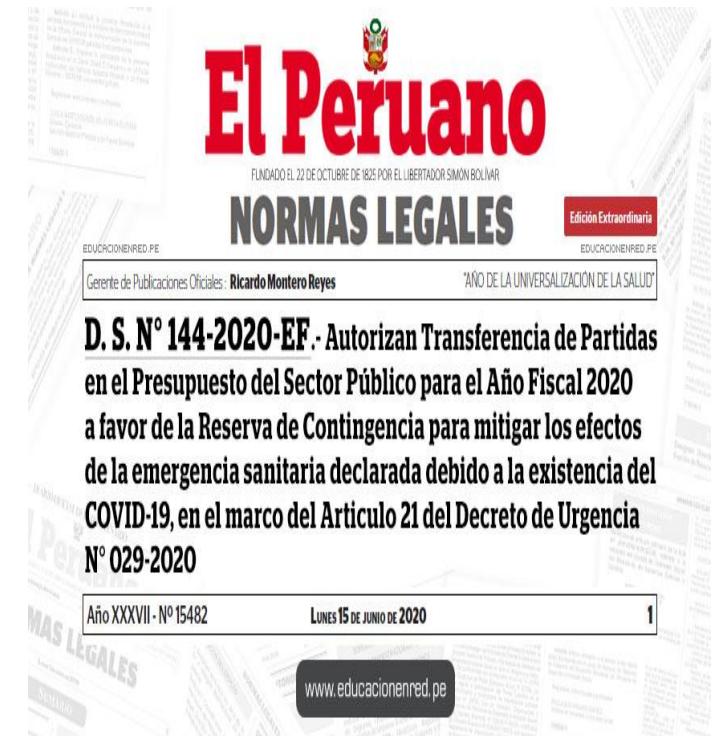 El Peruano
FUNDADO EL 22 DE OCTUBRE DE 1825 POR EL LIBERTADOR SIMÓN BOLÍVAR
NORMAS LEGALES
Edición Extraordinaria
EDUCACIONENRED.PE
EDUCACIONENRED.PE
Gerente de Publicaciones Oficiales : Ricardo Montero Reyes
"AÑO DE LA UNIVERSALIZACIÓN DE LA SALUD"
D. S. N° 144-2020-EF.- Autorizan Transferencia de Partidas
en el Presupuesto del Sector Público para el Año Fiscal 2020
a favor de la Reserva de Contingencia para mitigar los efectos
de la emergencia sanitaria declarada debido a la existencia del
COVID-19, en el marco del Articulo 21 del Decreto de Urgencia
N° 029-2020
Año XXXVII - Nº 15482
LUNES 15 DE JUNIO DE 2020
1
El Peruano
MAS LEGALES
www.educacionenred.pe